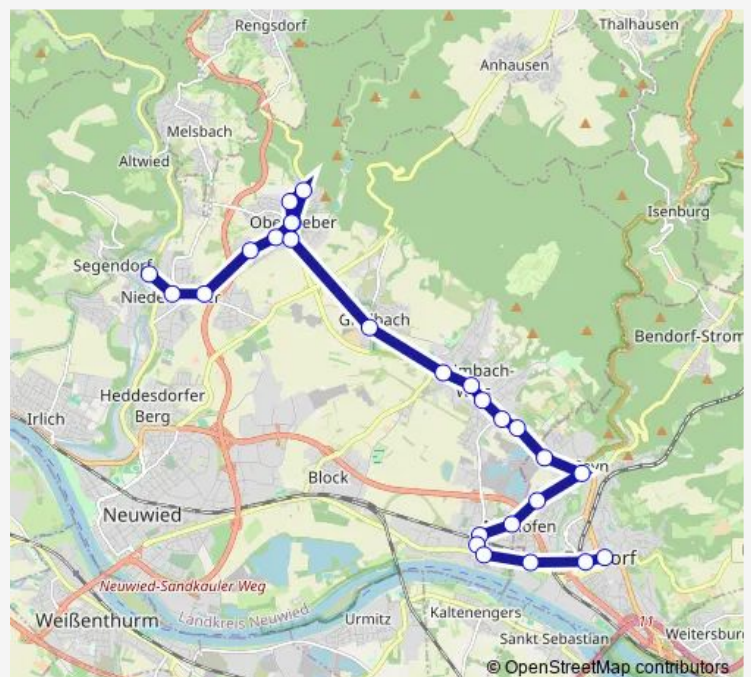 Rengsdorf
Thalhausen
Anhausen
Melsbach
Altwied
Isenburg
Segendorf
Bendorf-Strom
Heddesdorfer
Berg
Irlich
Block
Neuwied
Neuwied-Sandkauler Weg
Landkreis Neuwied
Weißenthurm
Urmitz
Kaltenengers
11
Sankt Sebastian
Weitersbur
© OpenStreetMap contributors